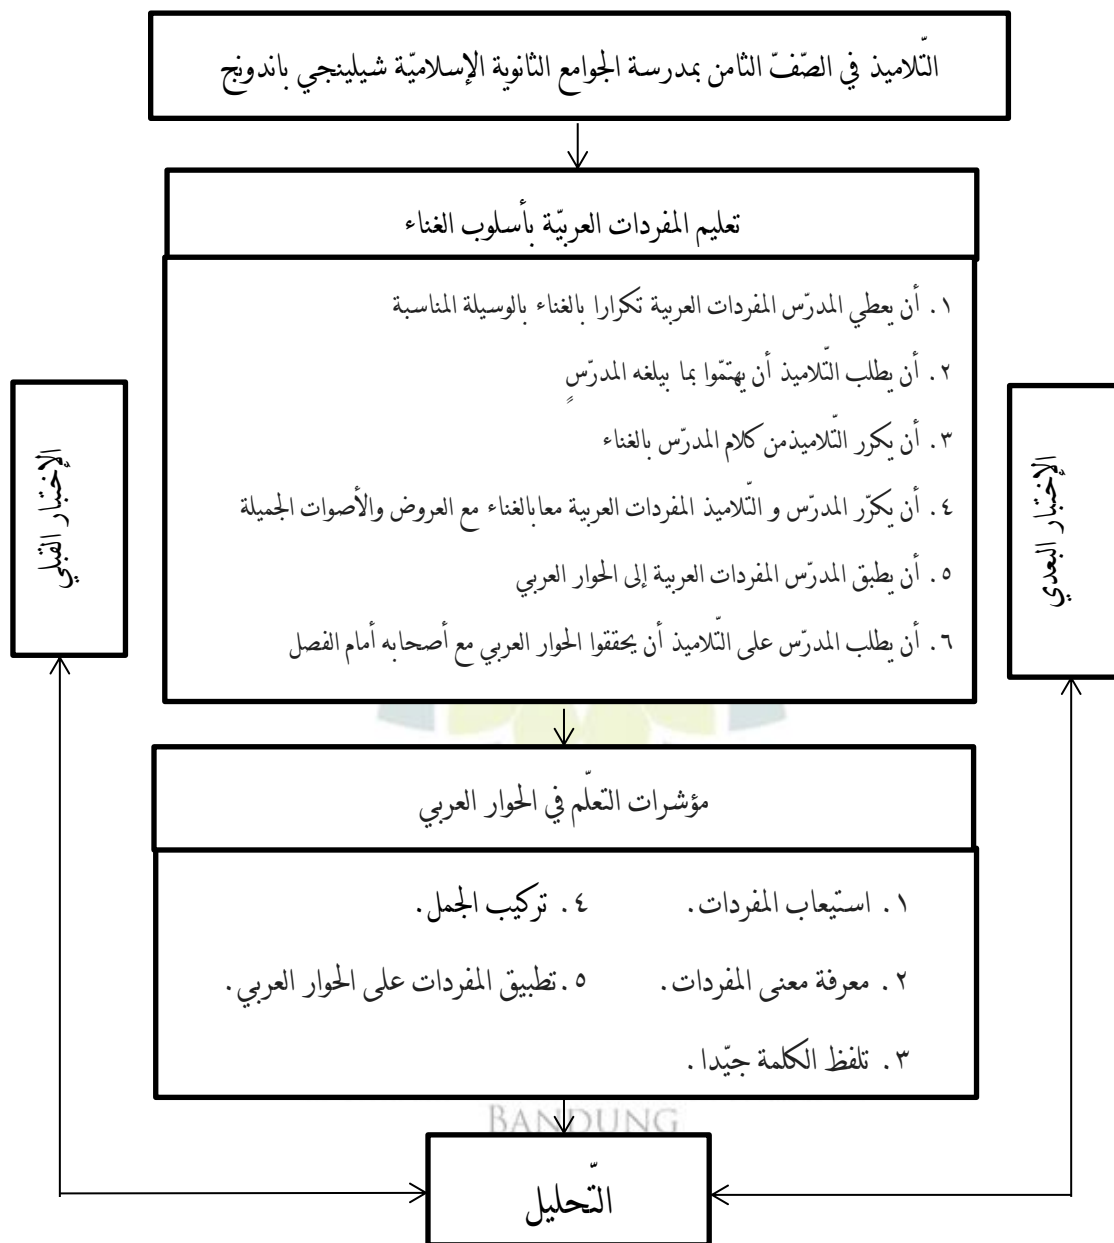 التّلاميذ في الصّفّ الثامن بمدرسة الجوامع الثانوية الإسلاميّة شيلينجي باندونج
تعليم المفردات العربيّة بأسلوب الغناء
١. أن يعطي المدرّس المفردات العربية تكرارا بالغناء بالوسيلة المناسبة
٢. أن يطلب التّلاميذ أن يهتمّوا بما يبلغه المدرّسٍ
٣. أن يكرر التّلاميذمن كلام المدرّس بالغناء
٤. أن يكرّر المدرّس و التّلاميذ المفردات العربية معابالغناء مع العروض والأصوات الجميلة
٥. أن يطبق المدرّس المفردات العربية إلى الحوار العربي
٦. أن يطلب المدرّس على التّلاميذ أن يحققوا الحوار العربي مع أصحابه أمام الفصل
الإختبار البعدي
الإختبار القبلي
مؤشرات التعلّم في الحوار العربي
١. استيعاب المفردات.
٢. معرفة معنى المفردات.
٣. تلفظ الكلمة جيّدا.
٤. تركيب الجمل.
٥.تطبيق المفردات على الحوار العربي.
BANDUNG
التّحليل